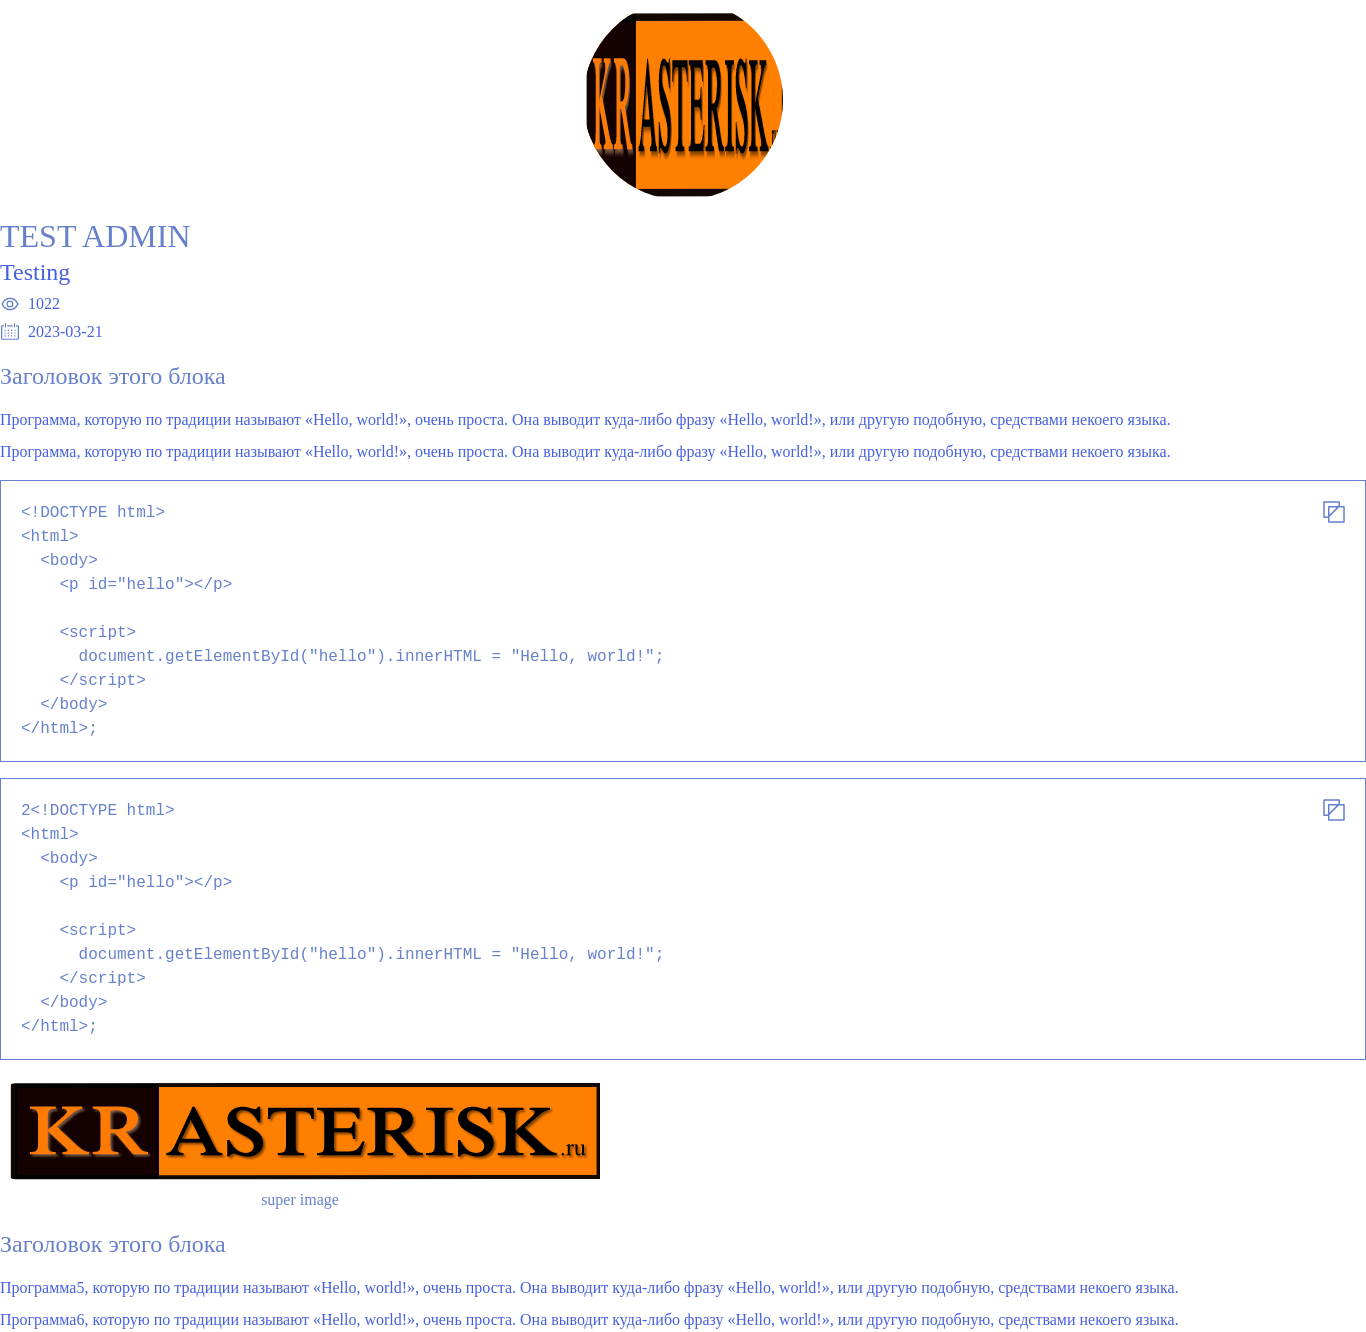 KRASTERISK.r
TEST ADMIN
Testing
1022
2023-03-21
Заголовок этого блока
Программа, которую по традиции называют «Hello, world!», очень проста. Она выводит куда-либо фразу «Hello, world!», или другую подобную, средствами некоего языка.
Программа, которую по традиции называют «Hello, world!», очень проста. Она выводит куда-либо фразу «Hello, world!», или другую подобную, средствами некоего языка.
<!DOCTYPE html>
<html>
  <body>
    <p id="hello"></p>

    <script>
      document.getElementById("hello").innerHTML = "Hello, world!";
    </script>
  </body>
</html>;
2<!DOCTYPE html>
<html>
  <body>
    <p id="hello"></p>

    <script>
      document.getElementById("hello").innerHTML = "Hello, world!";
    </script>
  </body>
</html>;
KRASTERISK.ru
super image
Заголовок этого блока
Программа5, которую по традиции называют «Hello, world!», очень проста. Она выводит куда-либо фразу «Hello, world!», или другую подобную, средствами некоего языка.
Программа6, которую по традиции называют «Hello, world!», очень проста. Она выводит куда-либо фразу «Hello, world!», или другую подобную, средствами некоего языка.